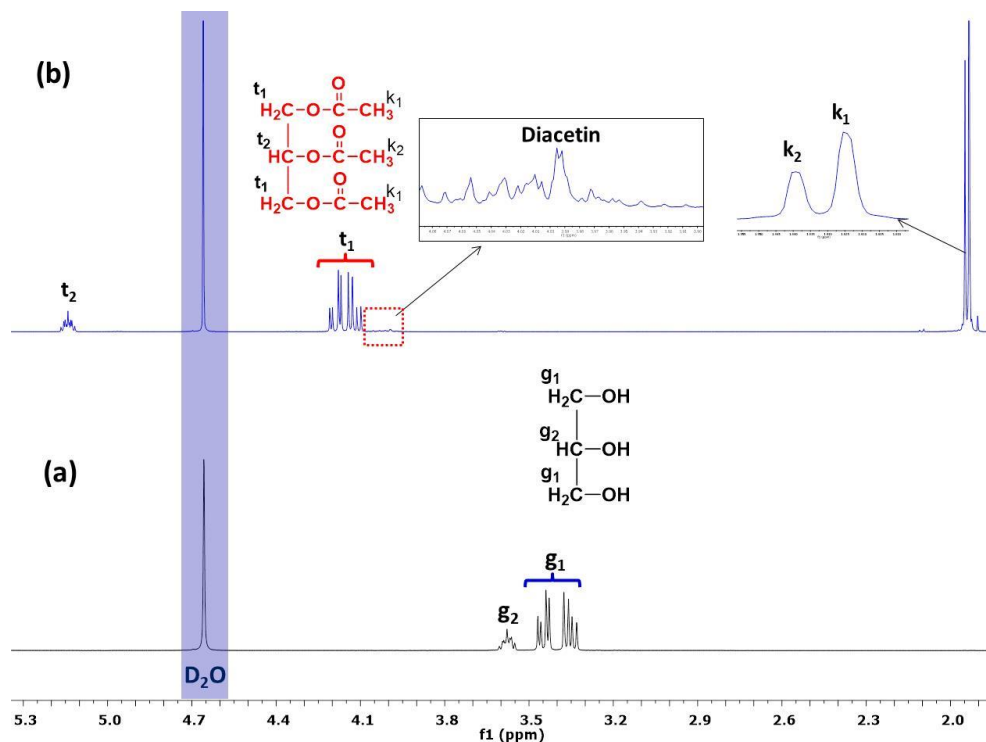 (b)
t₁
O
H₂C—O—C—CH₃ k₁
t₂
O
HC—O—C—CH₃ k₂
t₁
O
H₂C—O—C—CH₃ k₁
Diacetin
k₂
k₁
t₂
t₁
g₁
H₂C—OH
g₂
HC—OH
g₁
H₂C—OH
(a)
g₂
g₁
D₂O
5.3 5.0 4.7 4.4 4.1 3.8 3.5 3.2 2.9 2.6 2.3 2.0
f1 (ppm)